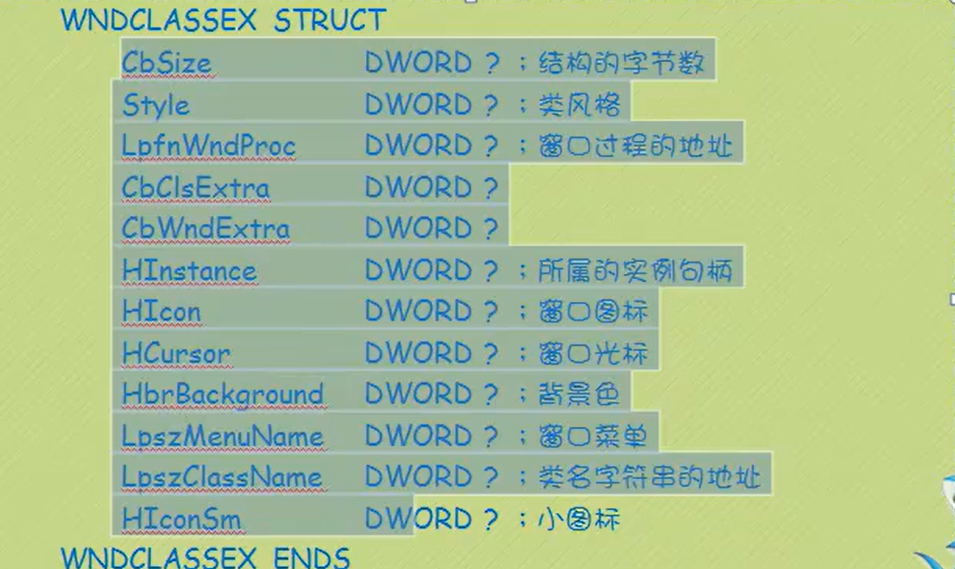 WNDCLASSEX STRUCT
CbSize DWORD ? ；结构的字节数
Style DWORD ? ；类风格
LpfnWndProc DWORD ? ；窗口过程的地址
CbClsExtra DWORD ?
CbWndExtra DWORD ?
HInstance DWORD ? ；所属的实例句柄
HIcon DWORD ? ；窗口图标
HCursor DWORD ? ；窗口光标
HbrBackground DWORD ? ；背景色
LpszMenuName DWORD ? ；窗口菜单
LpszClassName DWORD ? ；类名字符串的地址
HIconSm DWORD ? ；小图标
WNDCLASSEX ENDS